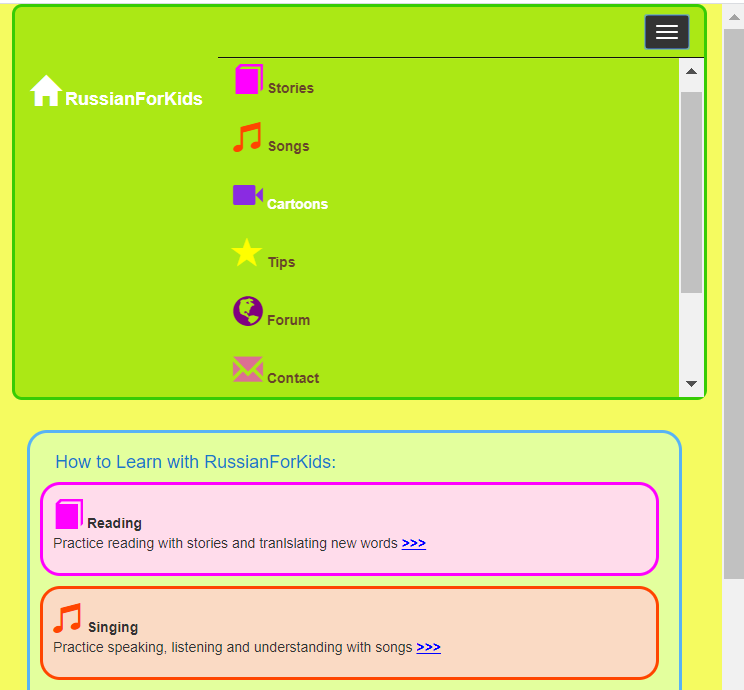 RussianForKids
Stories
Songs
Cartoons
Tips
Forum
Contact
How to Learn with RussianForKids:
Reading
Practice reading with stories and tranlslating new words >>>
Singing
Practice speaking, listening and understanding with songs >>>